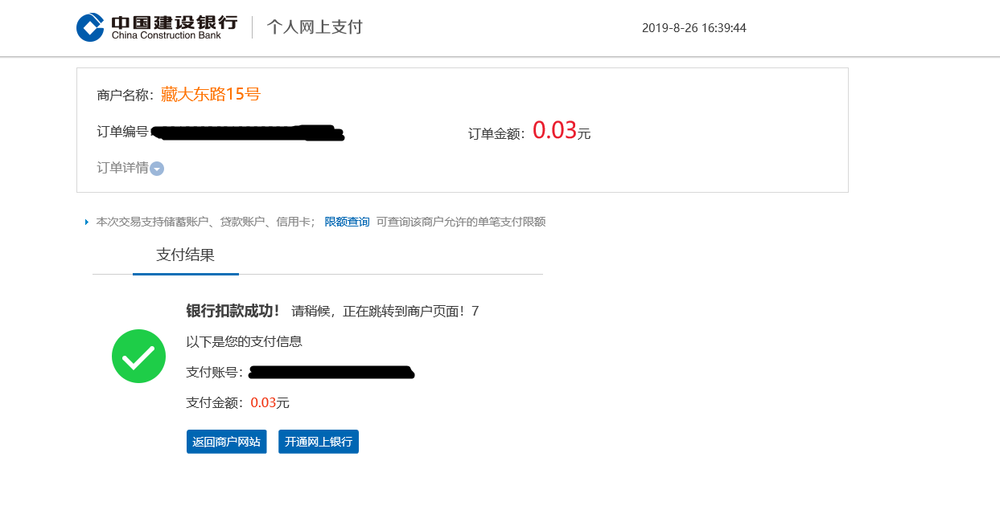 中国建设银行
China Construction Bank
个人网上支付
2019-8-26 16:39:44
商户名称：藏大东路15号
订单编号
订单金额：0.03元
订单详情
本次交易支持储蓄账户、贷款账户、信用卡； 限额查询 可查询该商户允许的单笔支付限额
支付结果
银行扣款成功！ 请稍候，正在跳转到商户页面！7
以下是您的支付信息
支付账号：
支付金额：0.03元
返回商户网站 开通网上银行